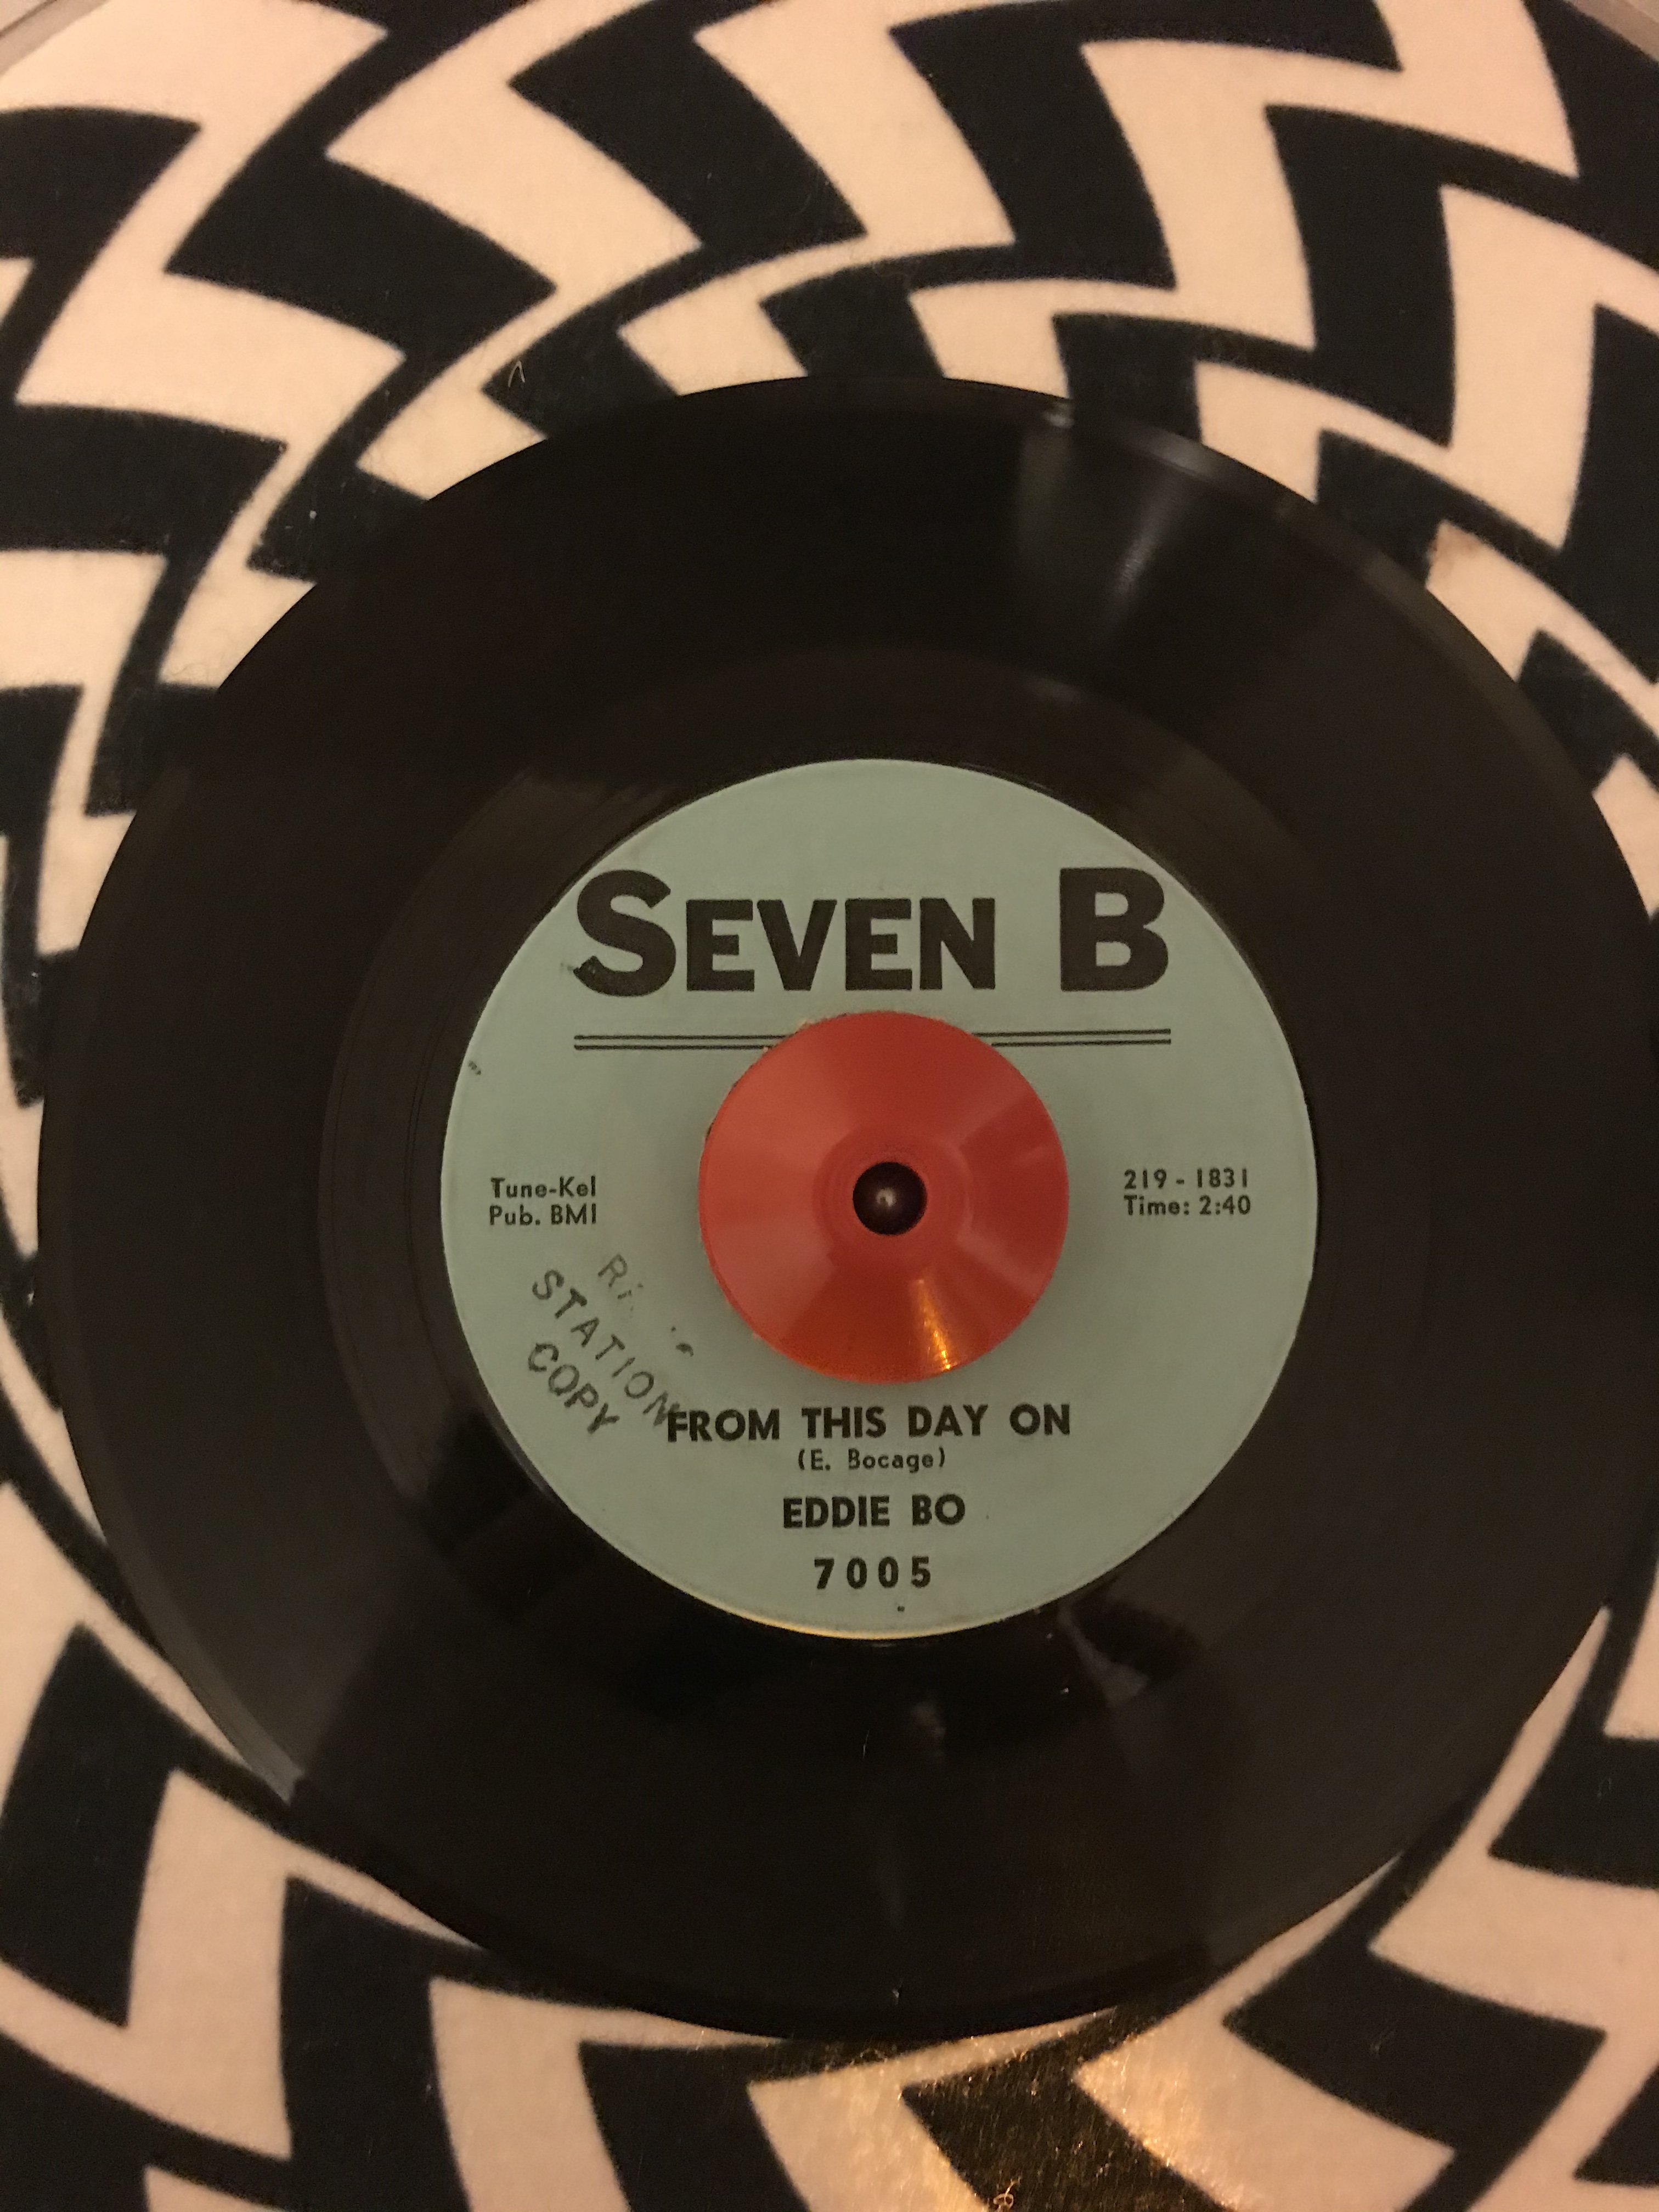 SEVEN B
Tune-Kel
Pub. BMI
219 - 1831
Time: 2:40
STATION
COPY
FROM THIS DAY ON
(E. Bocage)
EDDIE BO
7005